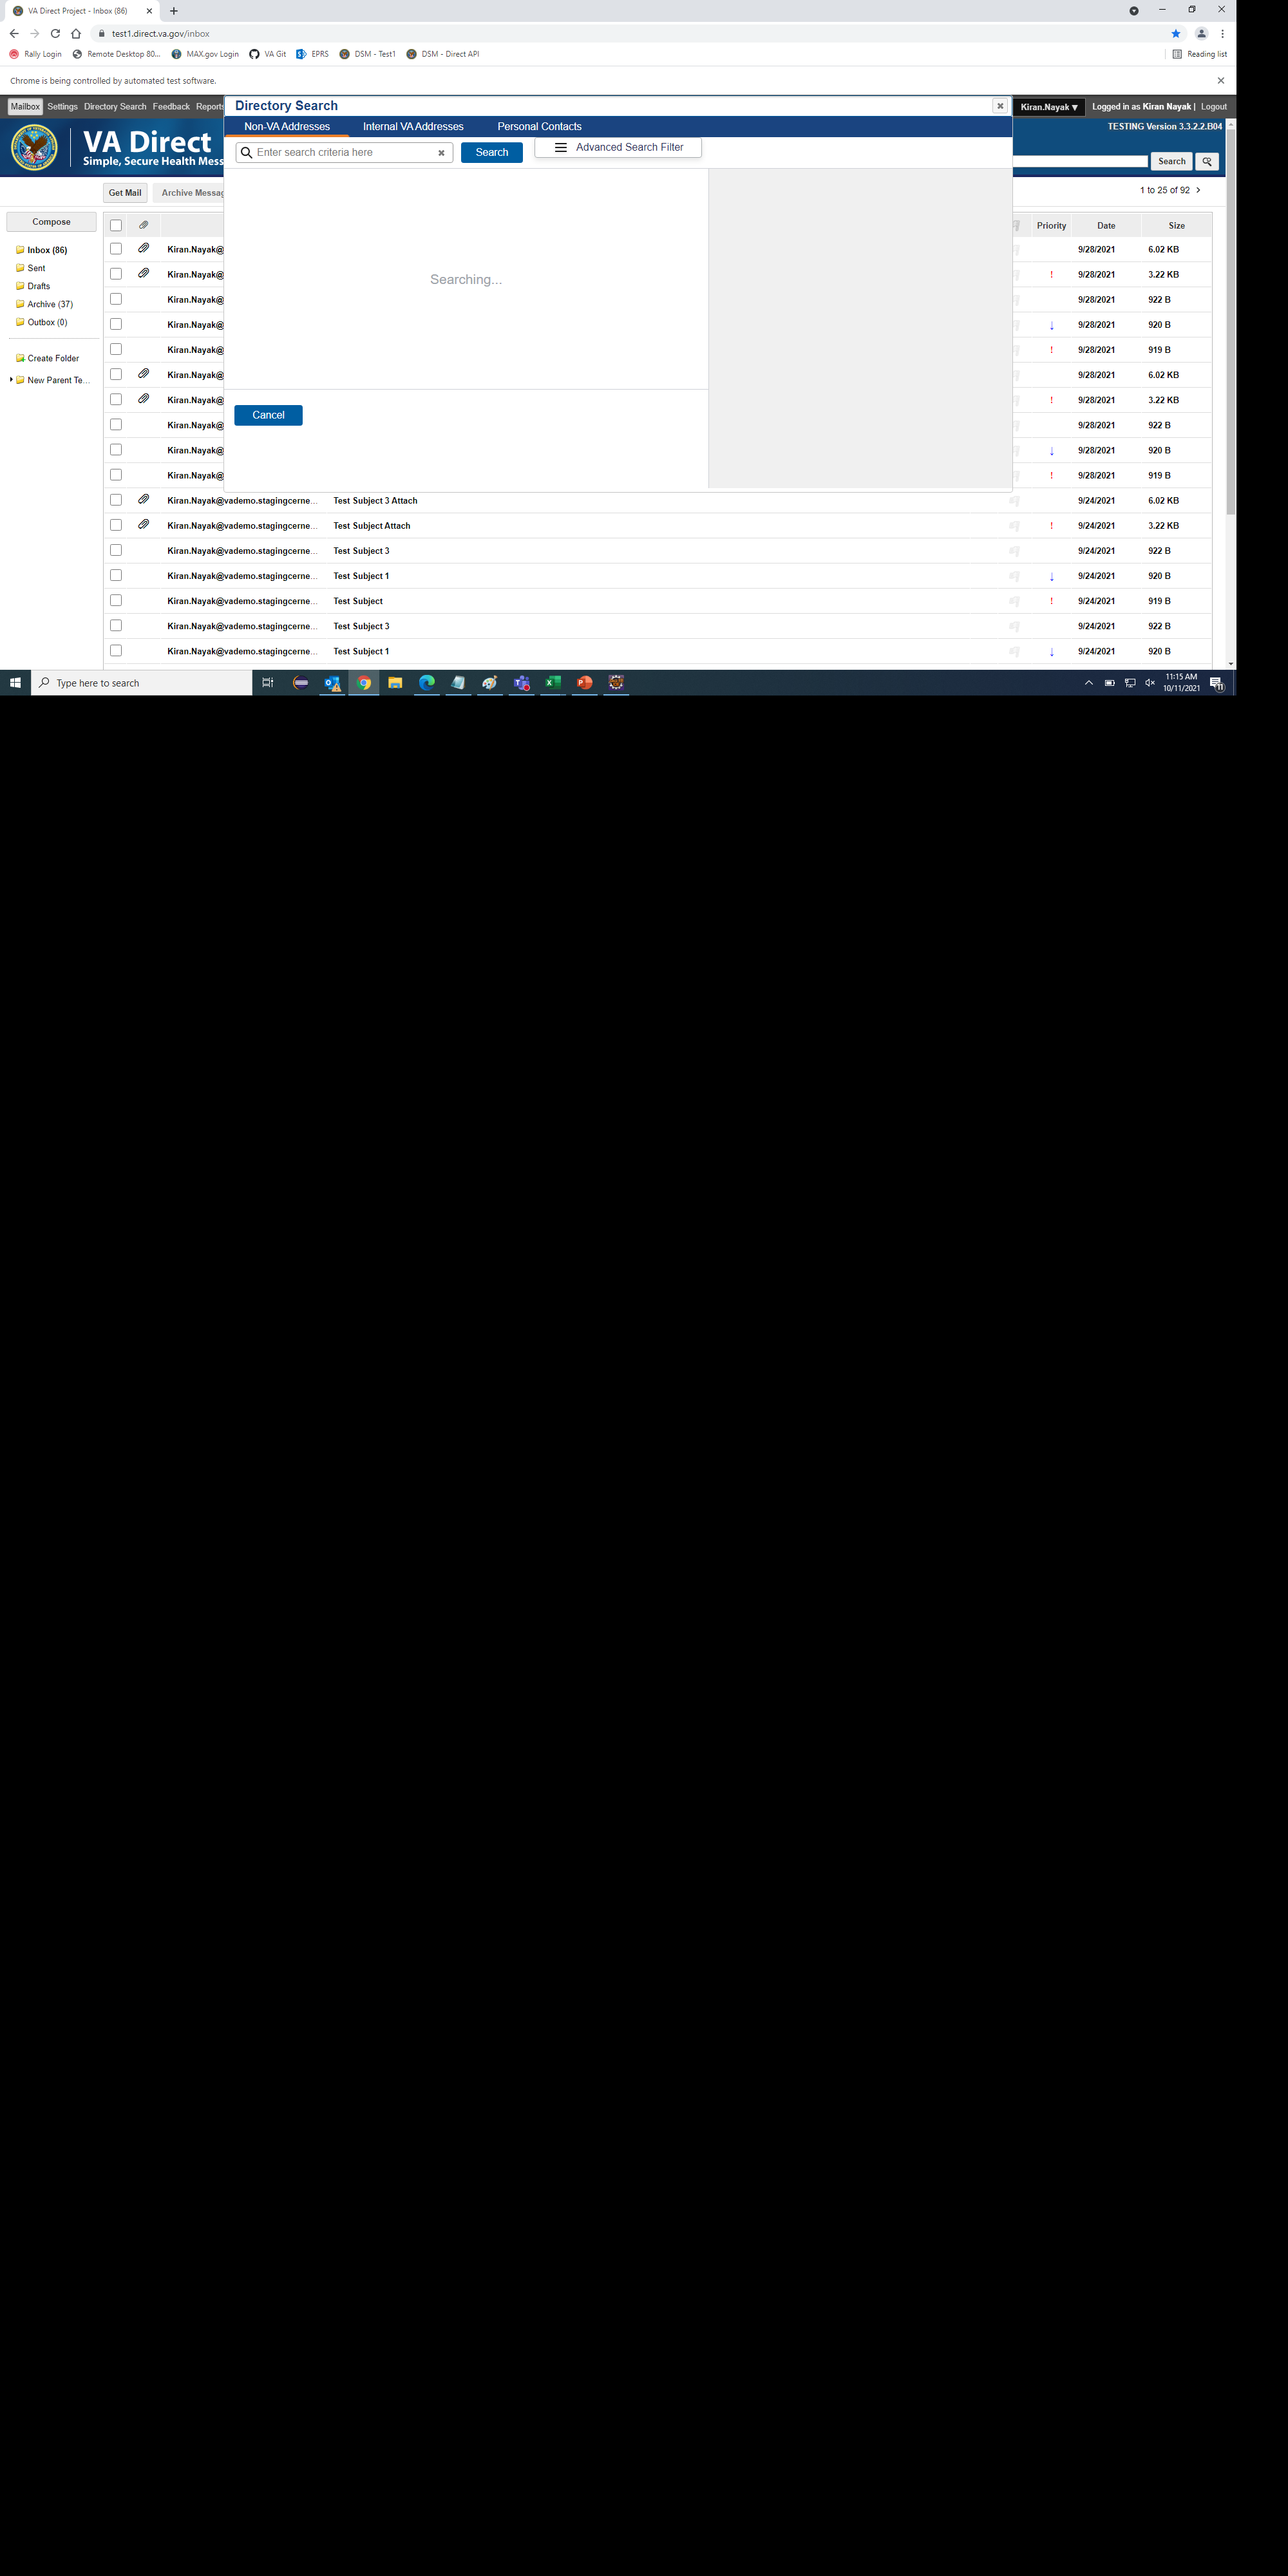 VA Direct Project - Inbox (86)
test1.direct.va.gov/inbox
Rally Login Remote Desktop 80... MAX.gov Login VA Git EPRS DSM - Test1 DSM - Direct API Reading list
Chrome is being controlled by automated test software.
Mailbox Settings Directory Search Feedback Reports Directory Search Kiran.Nayak ▼ Logged in as Kiran Nayak | Logout
Non-VA Addresses Internal VA Addresses Personal Contacts TESTING Version 3.3.2.2.B04
VA Direct
Simple, Secure Health Mess
Enter search criteria here Search Advanced Search Filter Search
Get Mail Archive Messag 1 to 25 of 92
Compose
Priority Date Size
Inbox (86) Kiran.Nayak@ 9/28/2021 6.02 KB
Sent Kiran.Nayak@ ! 9/28/2021 3.22 KB
Drafts Kiran.Nayak@ 9/28/2021 922 B
Archive (37)
Outbox (0) Kiran.Nayak@ ↓ 9/28/2021 920 B
Searching...
Kiran.Nayak@ ! 9/28/2021 919 B
Create Folder
New Parent Te... Kiran.Nayak@ 9/28/2021 6.02 KB
Kiran.Nayak@ ! 9/28/2021 3.22 KB
Cancel
Kiran.Nayak@ 9/28/2021 922 B
Kiran.Nayak@ ↓ 9/28/2021 920 B
Kiran.Nayak@ ! 9/28/2021 919 B
Kiran.Nayak@vademo.stagingcerne... Test Subject 3 Attach 9/24/2021 6.02 KB
Kiran.Nayak@vademo.stagingcerne... Test Subject Attach ! 9/24/2021 3.22 KB
Kiran.Nayak@vademo.stagingcerne... Test Subject 3 9/24/2021 922 B
Kiran.Nayak@vademo.stagingcerne... Test Subject 1 ↓ 9/24/2021 920 B
Kiran.Nayak@vademo.stagingcerne... Test Subject ! 9/24/2021 919 B
Kiran.Nayak@vademo.stagingcerne... Test Subject 3 9/24/2021 922 B
Kiran.Nayak@vademo.stagingcerne... Test Subject 1 ↓ 9/24/2021 920 B
Type here to search 11:15 AM
10/11/2021 11